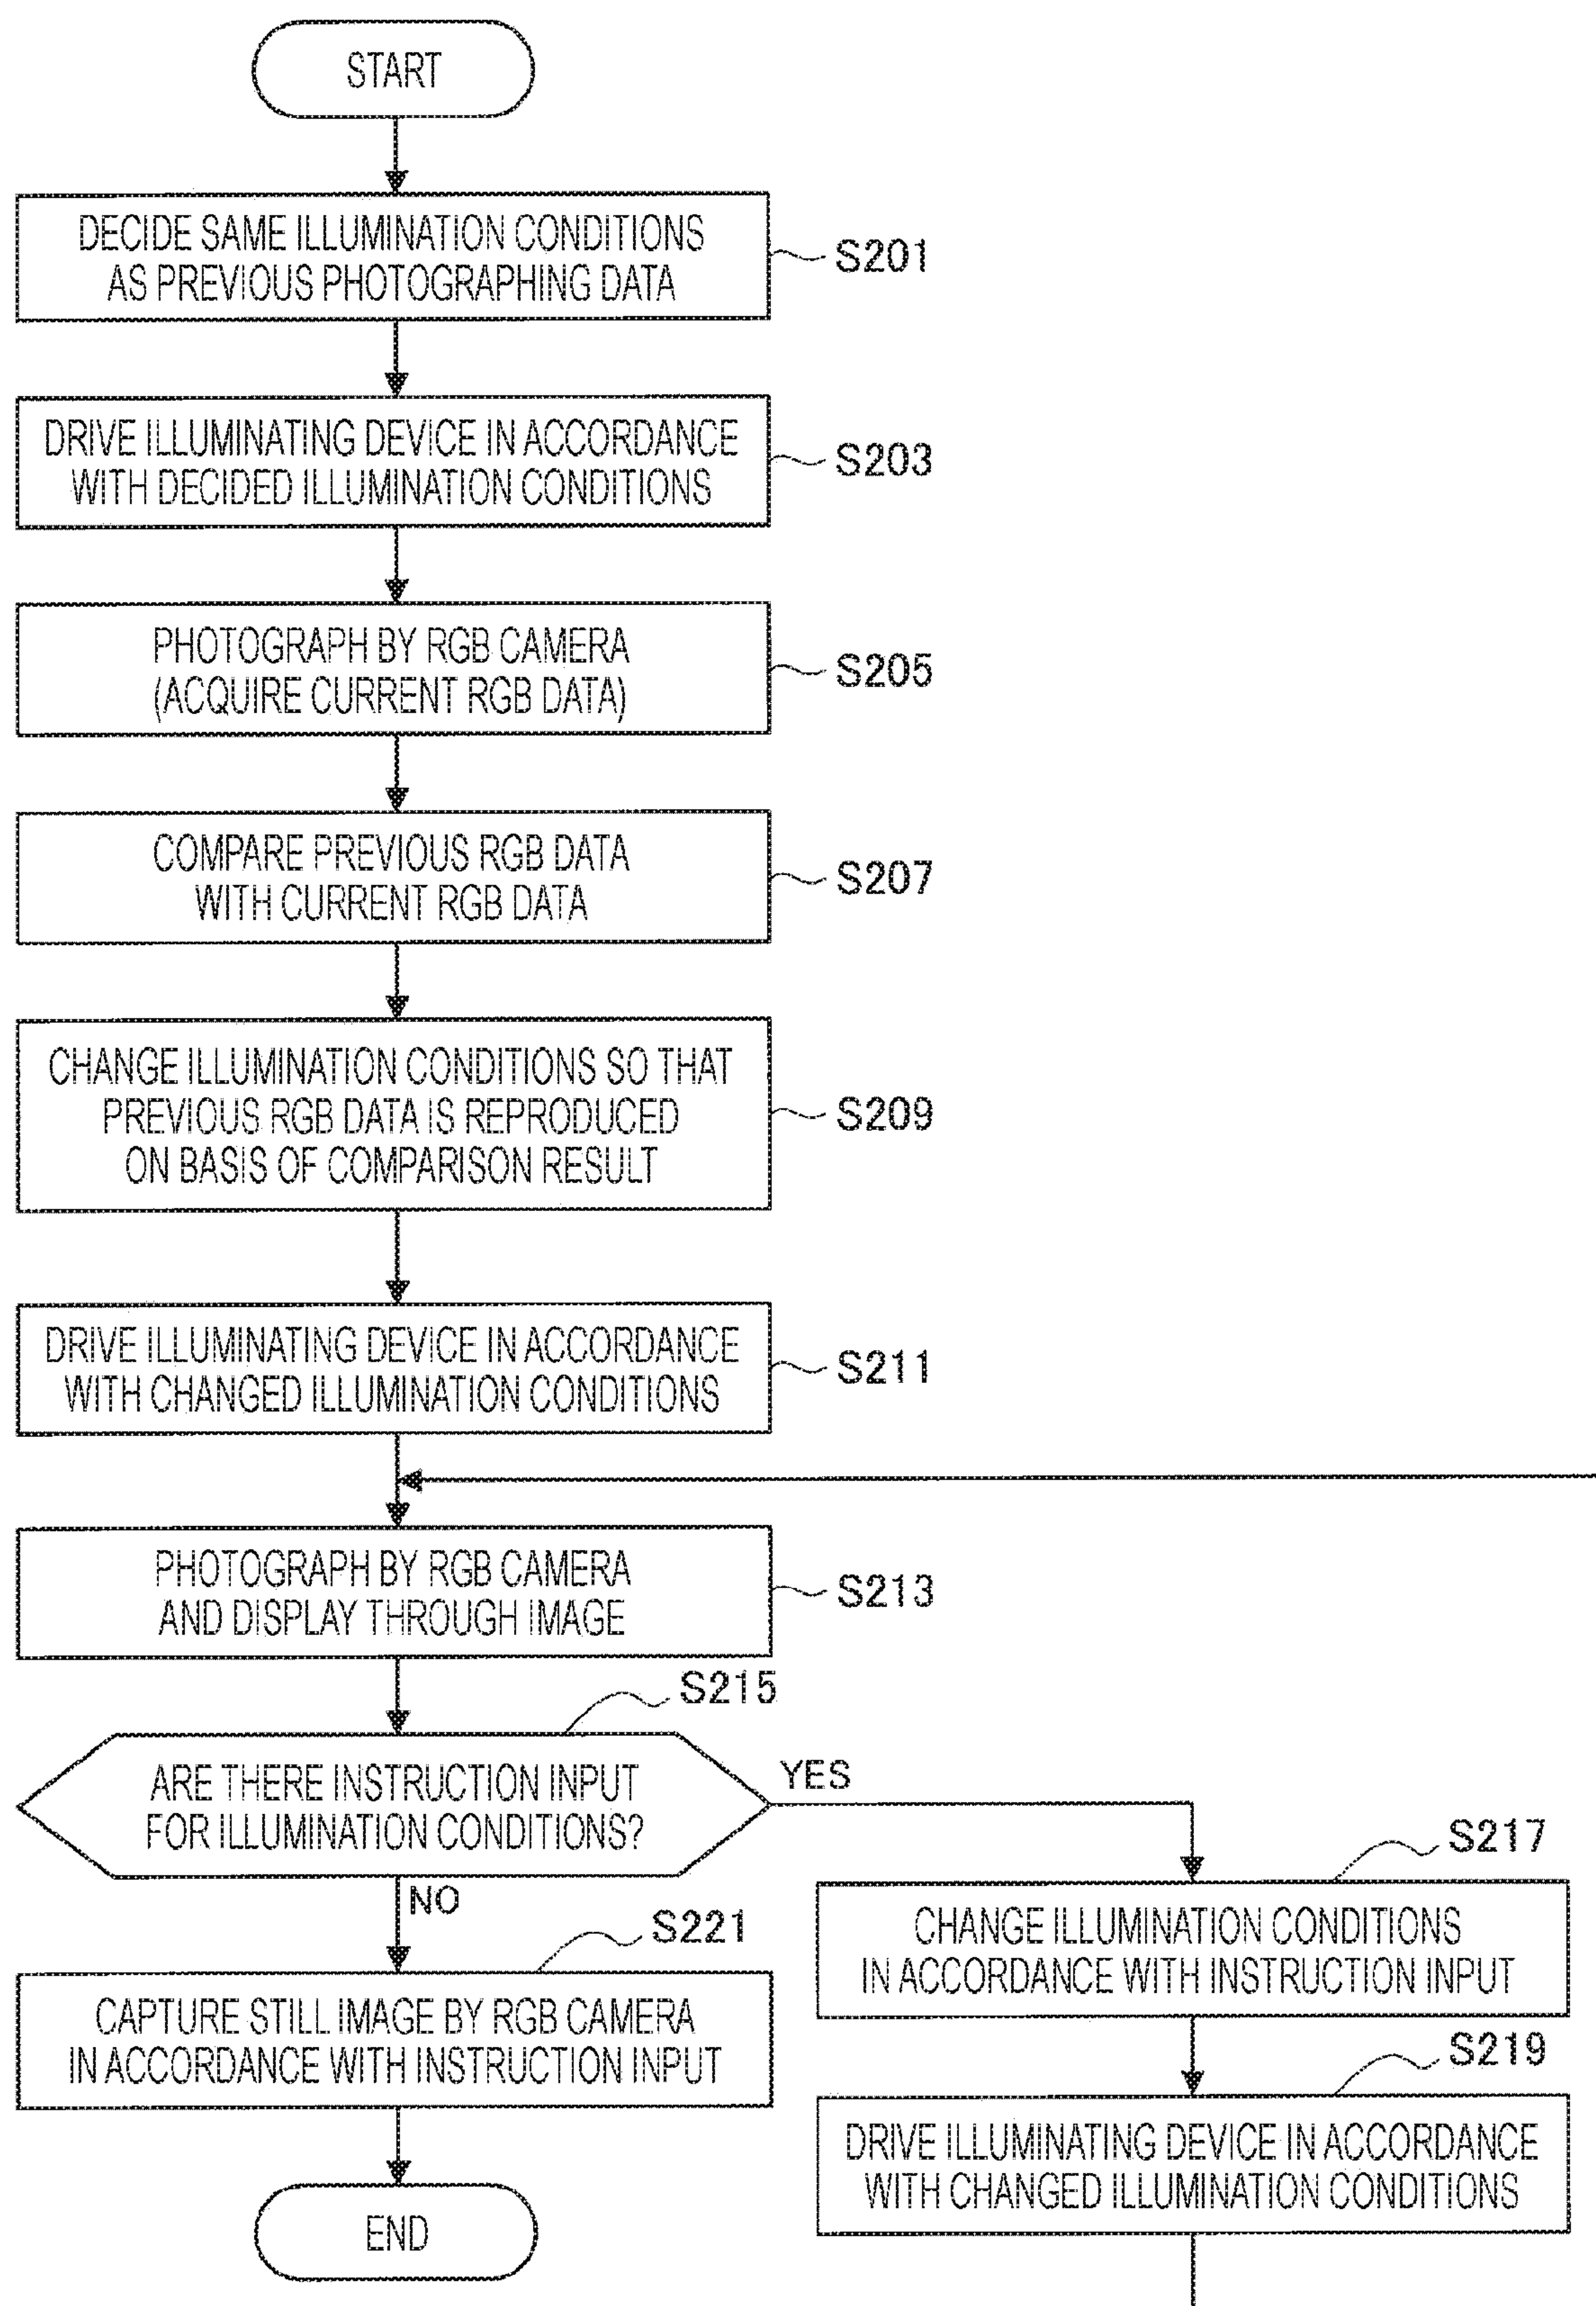 START
DECIDE SAME ILLUMINATION CONDITIONS
AS PREVIOUS PHOTOGRAPHING DATA
S201
DRIVE ILLUMINATING DEVICE IN ACCORDANCE
WITH DECIDED ILLUMINATION CONDITIONS
S203
PHOTOGRAPH BY RGB CAMERA
(ACQUIRE CURRENT RGB DATA)
S205
COMPARE PREVIOUS RGB DATA
WITH CURRENT RGB DATA
S207
CHANGE ILLUMINATION CONDITIONS SO THAT
PREVIOUS RGB DATA IS REPRODUCED
ON BASIS OF COMPARISON RESULT
S209
DRIVE ILLUMINATING DEVICE IN ACCORDANCE
WITH CHANGED ILLUMINATION CONDITIONS
S211
PHOTOGRAPH BY RGB CAMERA
AND DISPLAY THROUGH IMAGE
S213
S215
ARE THERE INSTRUCTION INPUT
FOR ILLUMINATION CONDITIONS?
YES
NO
S217
CHANGE ILLUMINATION CONDITIONS
IN ACCORDANCE WITH INSTRUCTION INPUT
S219
DRIVE ILLUMINATING DEVICE IN ACCORDANCE
WITH CHANGED ILLUMINATION CONDITIONS
S221
CAPTURE STILL IMAGE BY RGB CAMERA
IN ACCORDANCE WITH INSTRUCTION INPUT
END